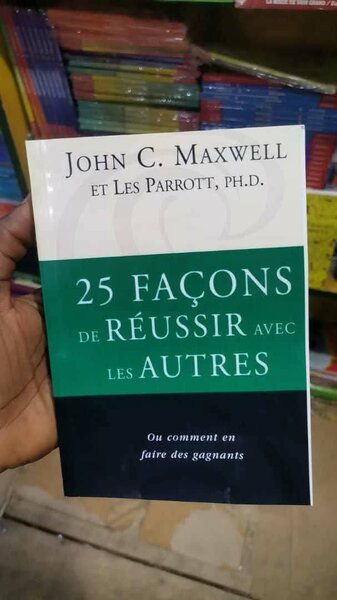 JOHN C. MAXWELL
ET LES PARROTT, PH.D.
25 FAÇONS
DE RÉUSSIR AVEC
LES AUTRES
Ou comment en
faire des gagnants